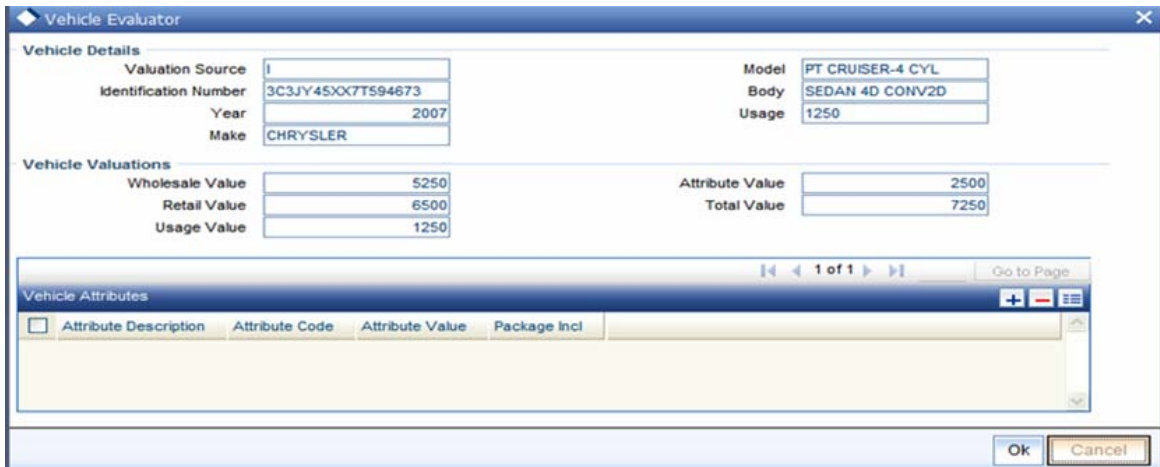 Vehicle Evaluator
Vehicle Details
Valuation Source I
Identification Number 3C3JY45XX7T594673
Year 2007
Make CHRYSLER
Model PT CRUISER-4 CYL
Body SEDAN 4D CONV2D
Usage 1250
Vehicle Valuations
Wholesale Value 5250
Retail Value 6500
Usage Value 1250
Attribute Value 2500
Total Value 7250
1 of 1 Go to Page
Vehicle Attributes
Attribute Description Attribute Code Attribute Value Package Incl
Ok Cancel